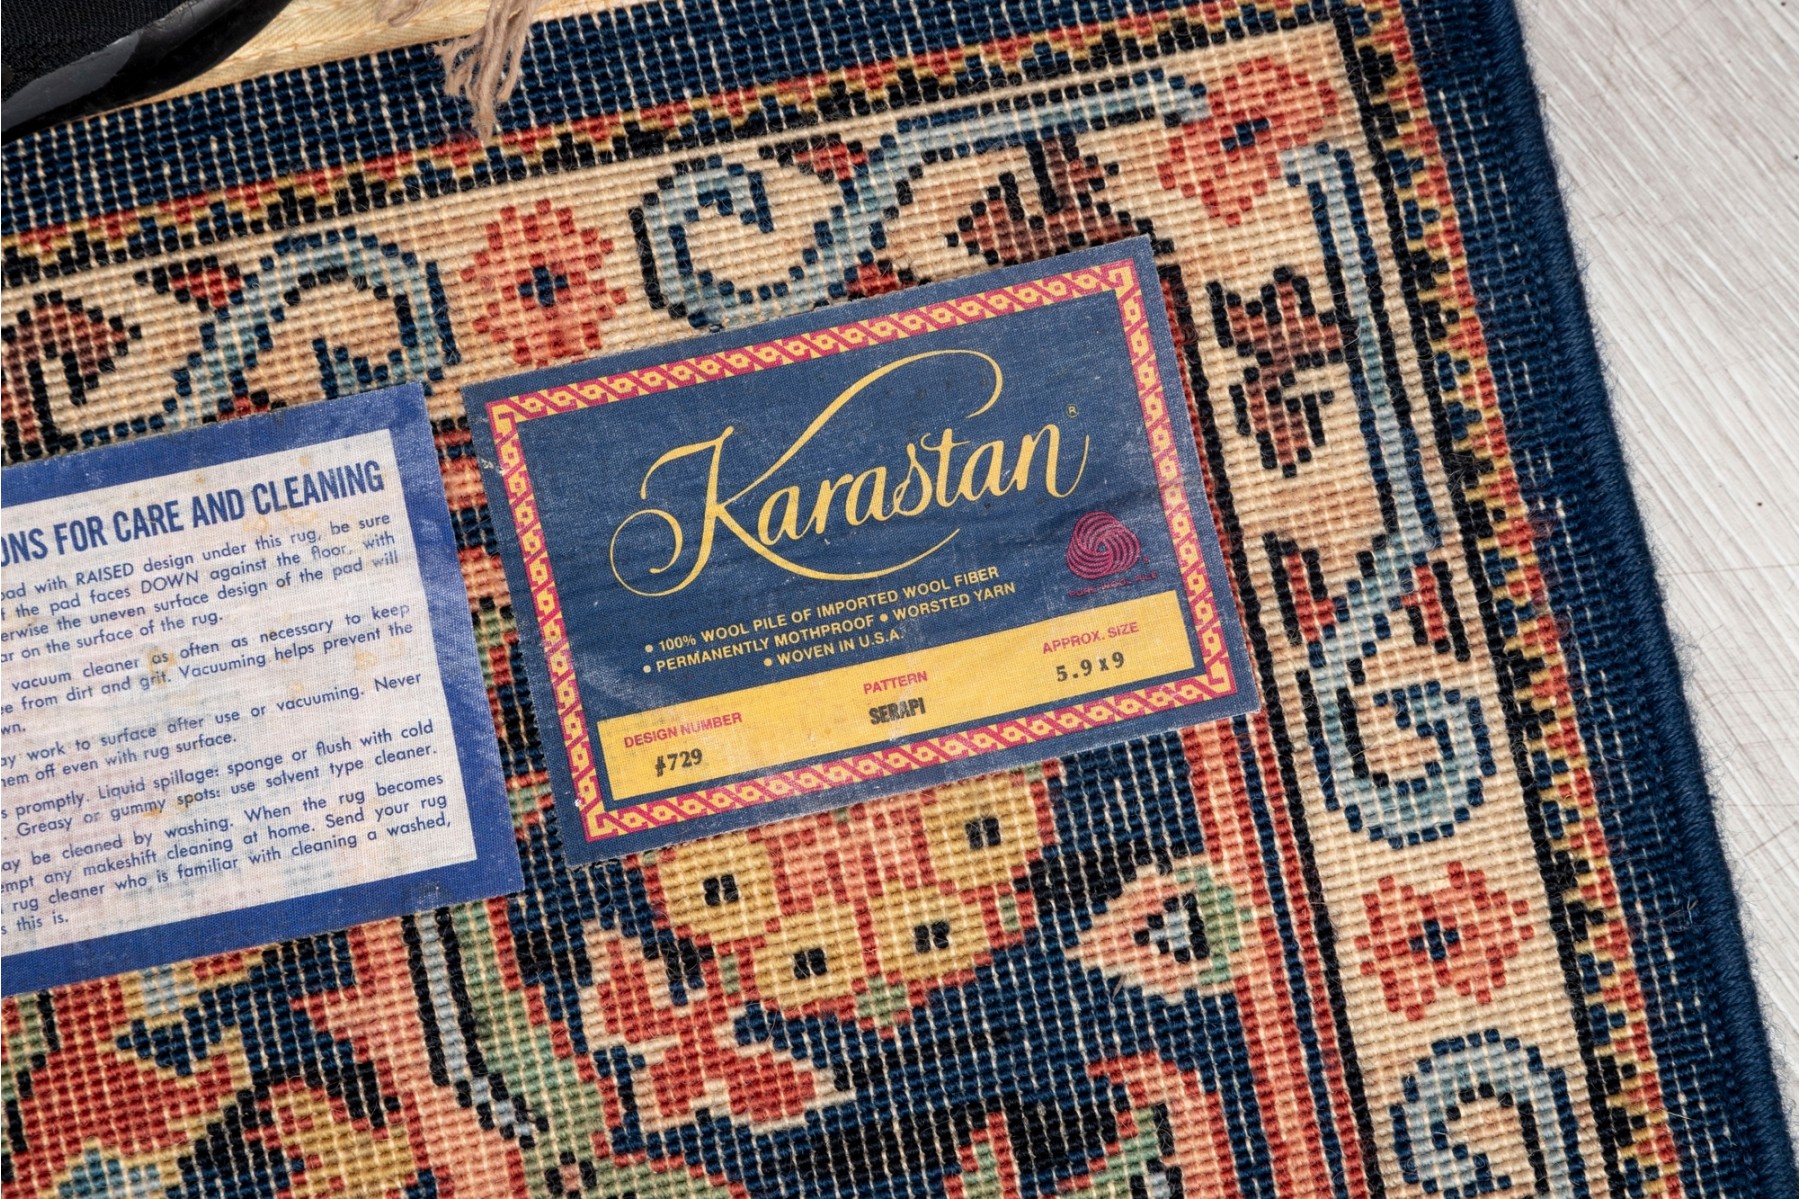 ONS FOR CARE AND CLEANING
pad with RAISED design under this rug, be sure
f the pad faces DOWN against the floor, with
erwise the uneven surface design of the pad will
ar on the surface of the rug.
vacuum cleaner as often as necessary to keep
ee from dirt and grit. Vacuuming helps prevent the
wn.
ay work to surface after use or vacuuming. Never
hem off even with rug surface.
s promptly. Liquid spillage: sponge or flush with cold
. Greasy or gummy spots: use solvent type cleaner.
ay be cleaned by washing. When the rug becomes
empt any makeshift cleaning at home. Send your rug
rug cleaner who is familiar with cleaning a washed,
s this is.
Karastan®
• 100% WOOL PILE OF IMPORTED WOOL FIBER
• PERMANENTLY MOTHPROOF • WORSTED YARN
• WOVEN IN U.S.A.
DESIGN NUMBER PATTERN APPROX. SIZE
#729 SERAPI 5.9x9